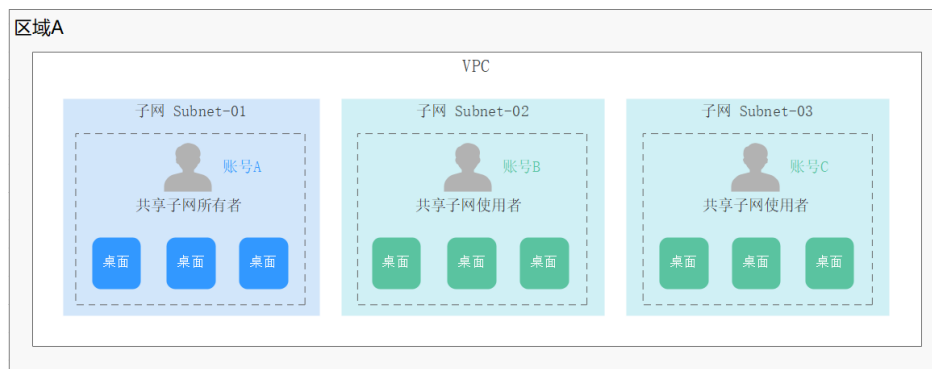 区域A
VPC
子网 Subnet-01
账号A
共享子网所有者
桌面 桌面 桌面
子网 Subnet-02
账号B
共享子网使用者
桌面 桌面 桌面
子网 Subnet-03
账号C
共享子网使用者
桌面 桌面 桌面